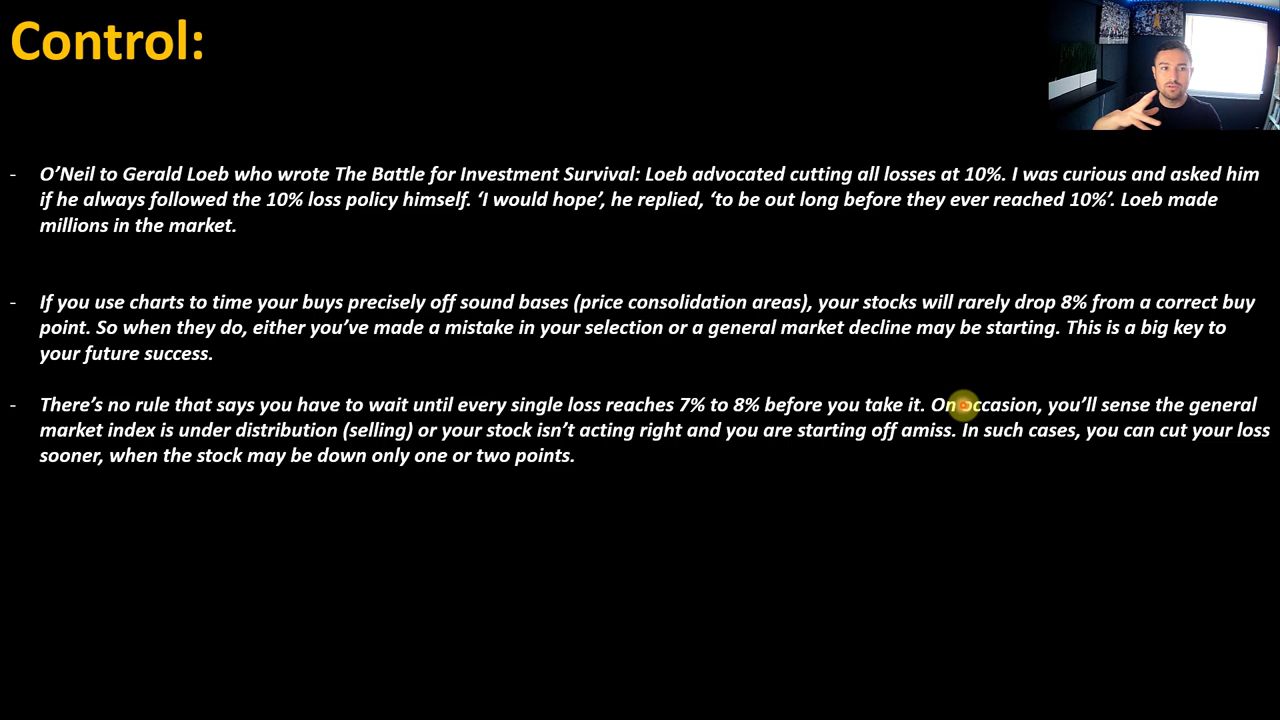 Control:
- O’Neil to Gerald Loeb who wrote The Battle for Investment Survival: Loeb advocated cutting all losses at 10%. I was curious and asked him
if he always followed the 10% loss policy himself. ‘I would hope’, he replied, ‘to be out long before they ever reached 10%’. Loeb made
millions in the market.
- If you use charts to time your buys precisely off sound bases (price consolidation areas), your stocks will rarely drop 8% from a correct buy
point. So when they do, either you’ve made a mistake in your selection or a general market decline may be starting. This is a big key to
your future success.
- There’s no rule that says you have to wait until every single loss reaches 7% to 8% before you take it. On occasion, you’ll sense the general
market index is under distribution (selling) or your stock isn’t acting right and you are starting off amiss. In such cases, you can cut your loss
sooner, when the stock may be down only one or two points.